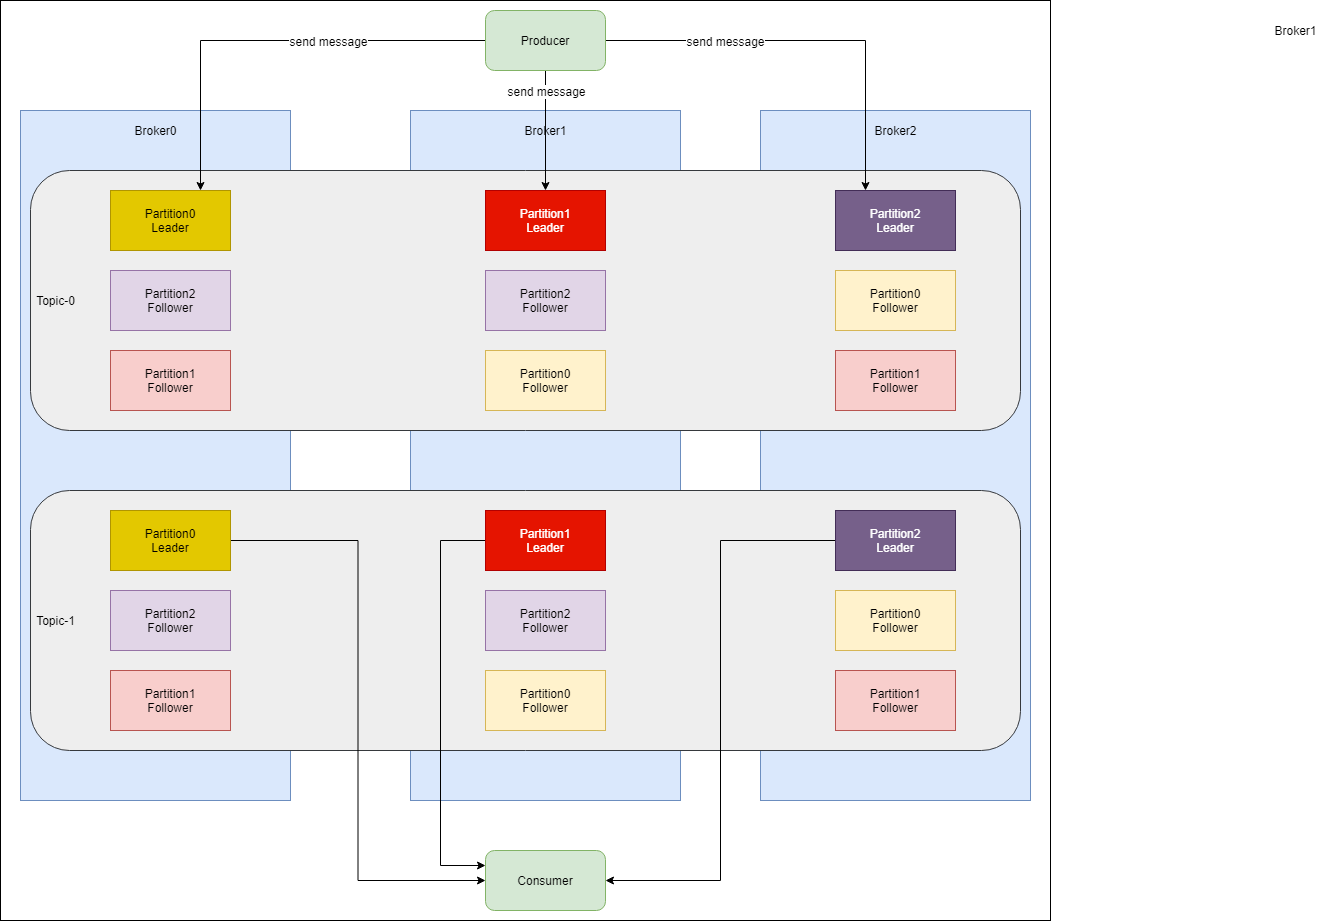 Producer
Broker1
send message
send message
send message
Broker0
Broker1
Broker2
Partition0
Leader
Partition1
Leader
Partition2
Leader
Topic-0
Partition2
Follower
Partition2
Follower
Partition0
Follower
Partition1
Follower
Partition0
Follower
Partition1
Follower
Partition0
Leader
Partition1
Leader
Partition2
Leader
Topic-1
Partition2
Follower
Partition2
Follower
Partition0
Follower
Partition1
Follower
Partition0
Follower
Partition1
Follower
Consumer